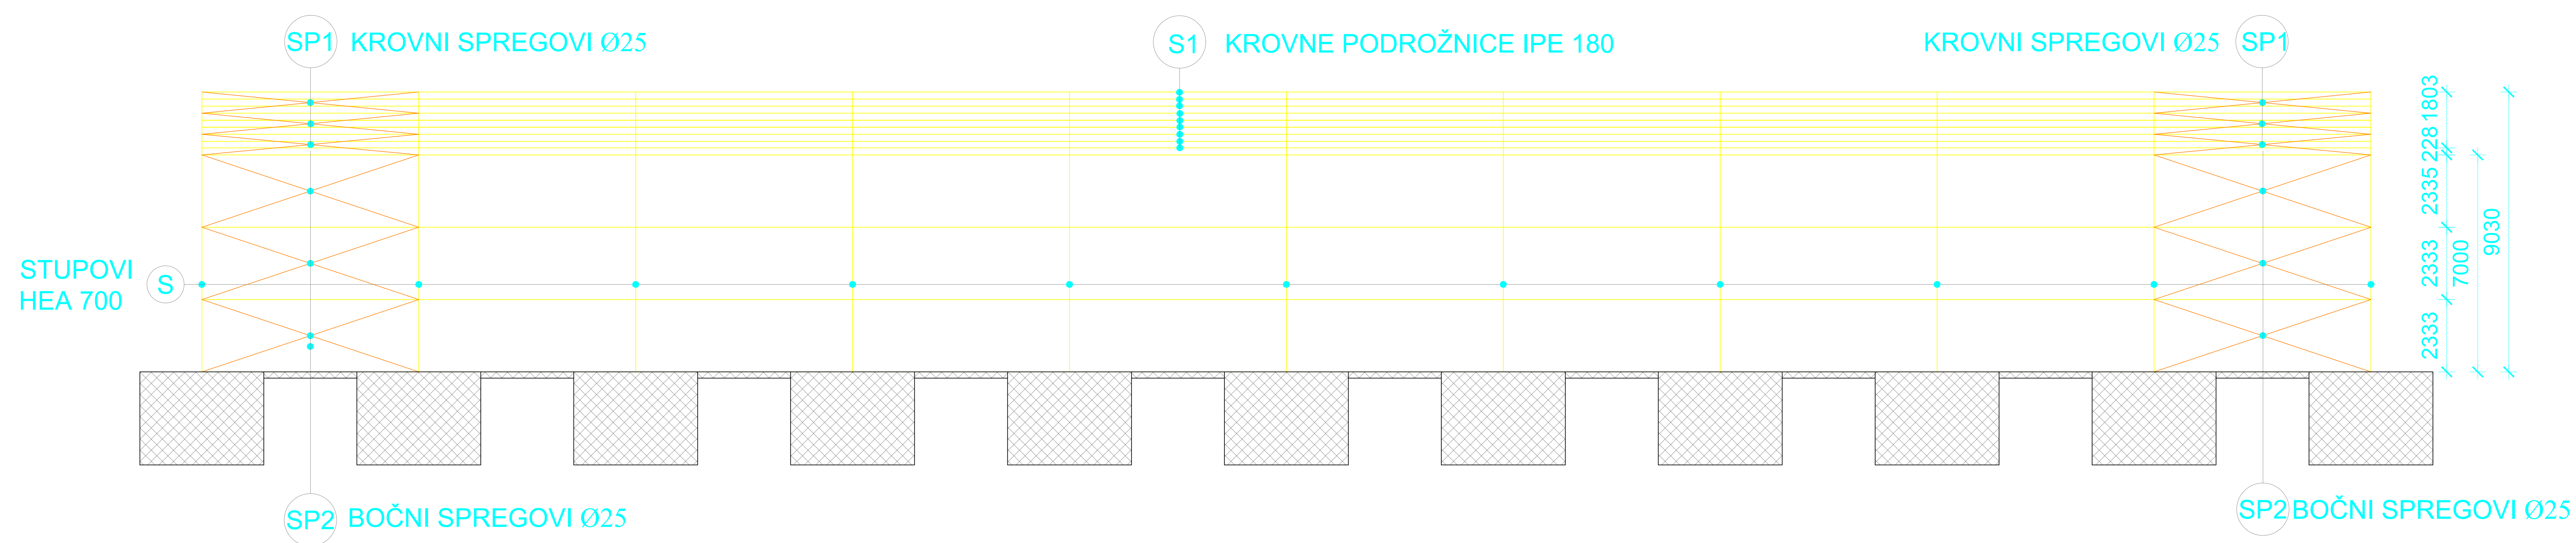 SP1 KROVNI SPREGOVI Ø25
S1 KROVNE PODROŽNICE IPE 180
KROVNI SPREGOVI Ø25 SP1
1803
228
2335
2333
2333
7000
9030
STUPOVI
HEA 700
S
SP2 BOČNI SPREGOVI Ø25
SP2 BOČNI SPREGOVI Ø25